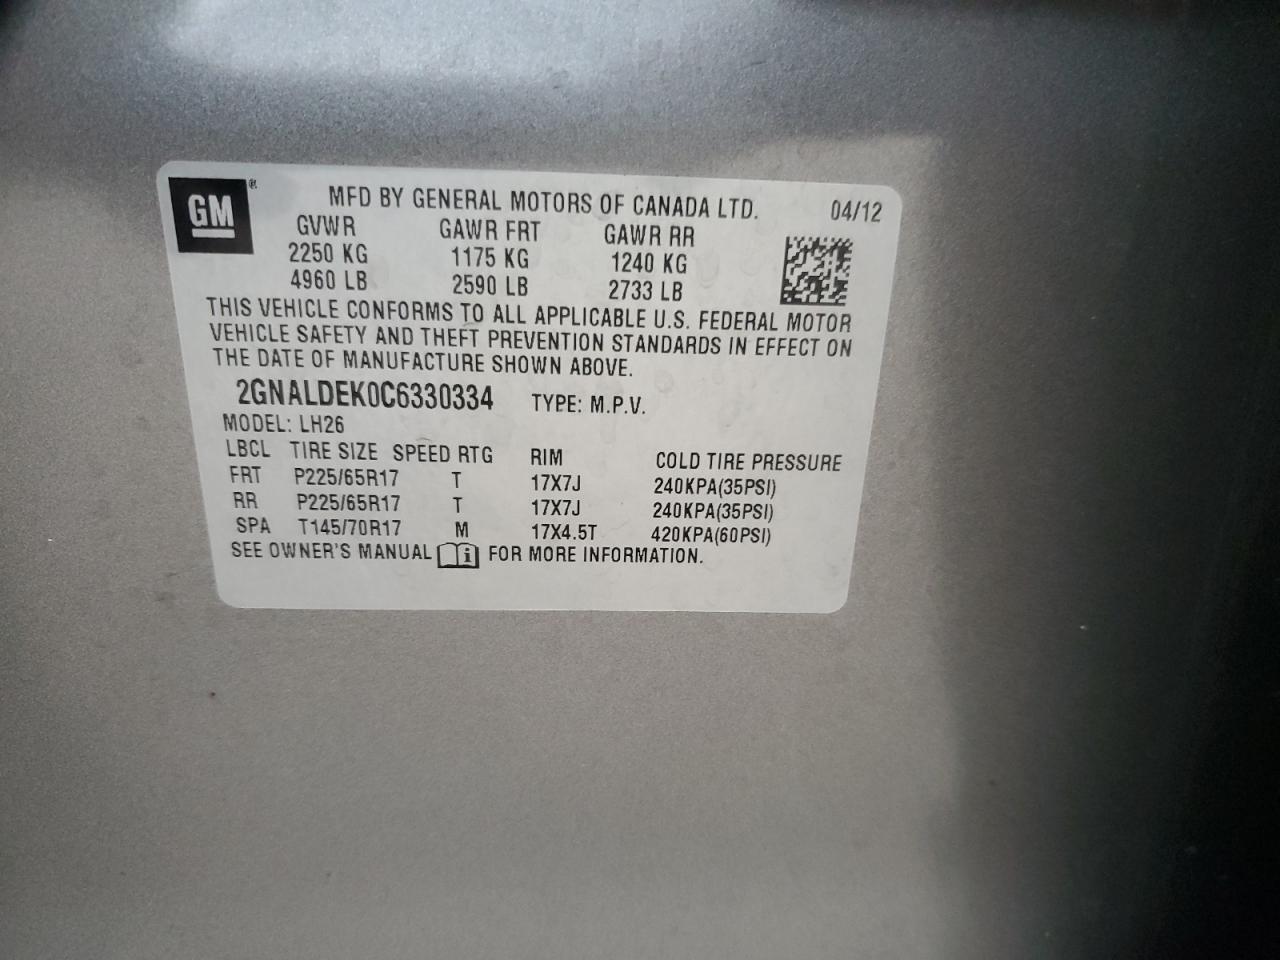 GM ® MFD BY GENERAL MOTORS OF CANADA LTD. 04/12
GVWR GAWR FRT GAWR RR
2250 KG 1175 KG 1240 KG
4960 LB 2590 LB 2733 LB
THIS VEHICLE CONFORMS TO ALL APPLICABLE U.S. FEDERAL MOTOR
VEHICLE SAFETY AND THEFT PREVENTION STANDARDS IN EFFECT ON
THE DATE OF MANUFACTURE SHOWN ABOVE.
2GNALDEK0C6330334 TYPE: M.P.V.
MODEL: LH26
LBCL TIRE SIZE SPEED RTG RIM COLD TIRE PRESSURE
FRT P225/65R17 T 17X7J 240KPA(35PSI)
RR P225/65R17 T 17X7J 240KPA(35PSI)
SPA T145/70R17 M 17X4.5T 420KPA(60PSI)
SEE OWNER'S MANUAL i FOR MORE INFORMATION.